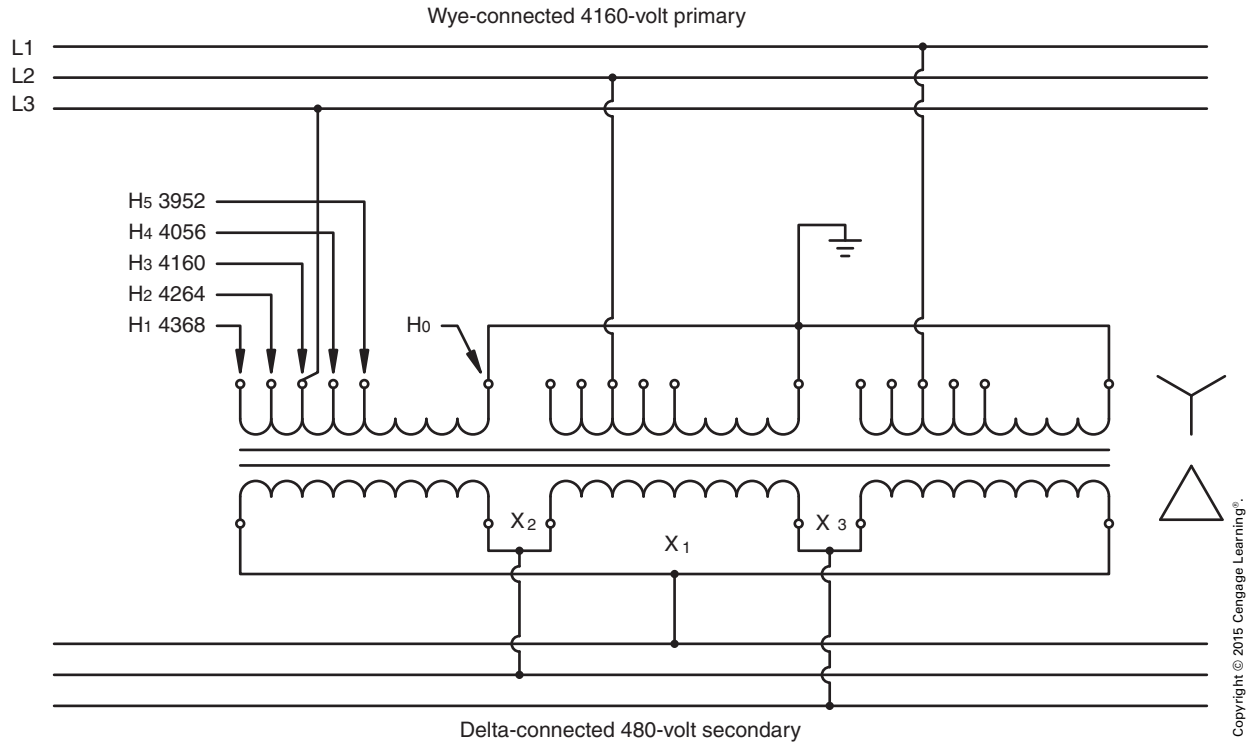 Wye-connected 4160-volt primary
L1
L2
L3
H5 3952
H4 4056
H3 4160
H2 4264
H1 4368
H0
X2
X1
X3
Delta-connected 480-volt secondary
Copyright © 2015 Cengage Learning®.